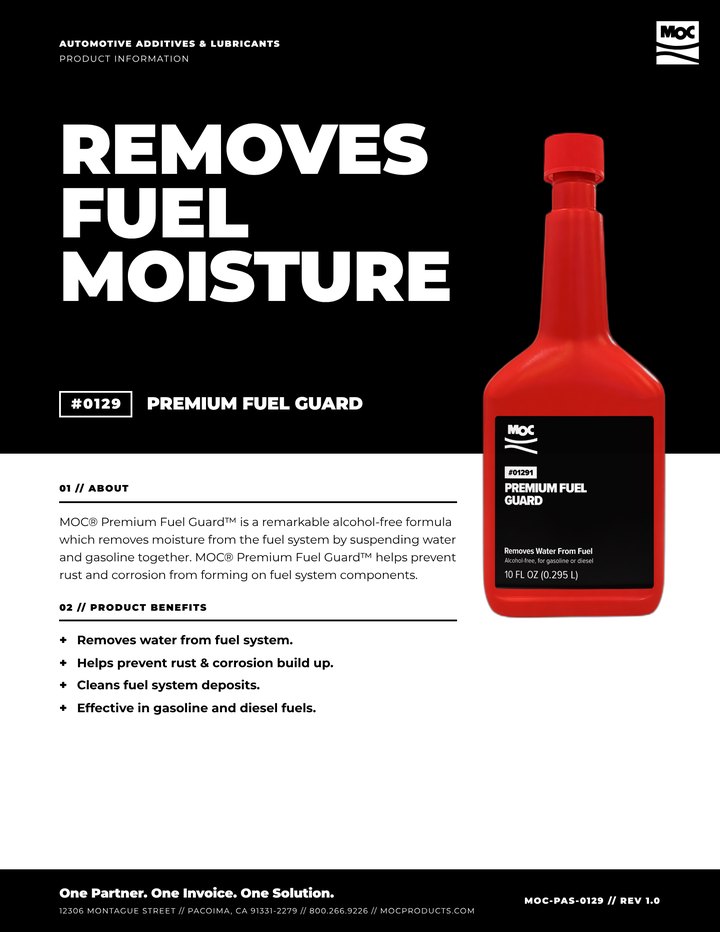 AUTOMOTIVE ADDITIVES & LUBRICANTS
PRODUCT INFORMATION
MOC
REMOVES
FUEL
MOISTURE
#0129
PREMIUM FUEL GUARD
MOC
#01291
PREMIUM FUEL
GUARD
Removes Water From Fuel
Alcohol-free, for gasoline or diesel
10 FL OZ (0.295 L)
01 // ABOUT
MOC® Premium Fuel Guard™ is a remarkable alcohol-free formula
which removes moisture from the fuel system by suspending water
and gasoline together. MOC® Premium Fuel Guard™ helps prevent
rust and corrosion from forming on fuel system components.
02 // PRODUCT BENEFITS
+ Removes water from fuel system.
+ Helps prevent rust & corrosion build up.
+ Cleans fuel system deposits.
+ Effective in gasoline and diesel fuels.
One Partner. One Invoice. One Solution.
12306 MONTAGUE STREET // PACOIMA, CA 91331-2279 // 800.266.9226 // MOCPRODUCTS.COM
MOC-PAS-0129 // REV 1.0